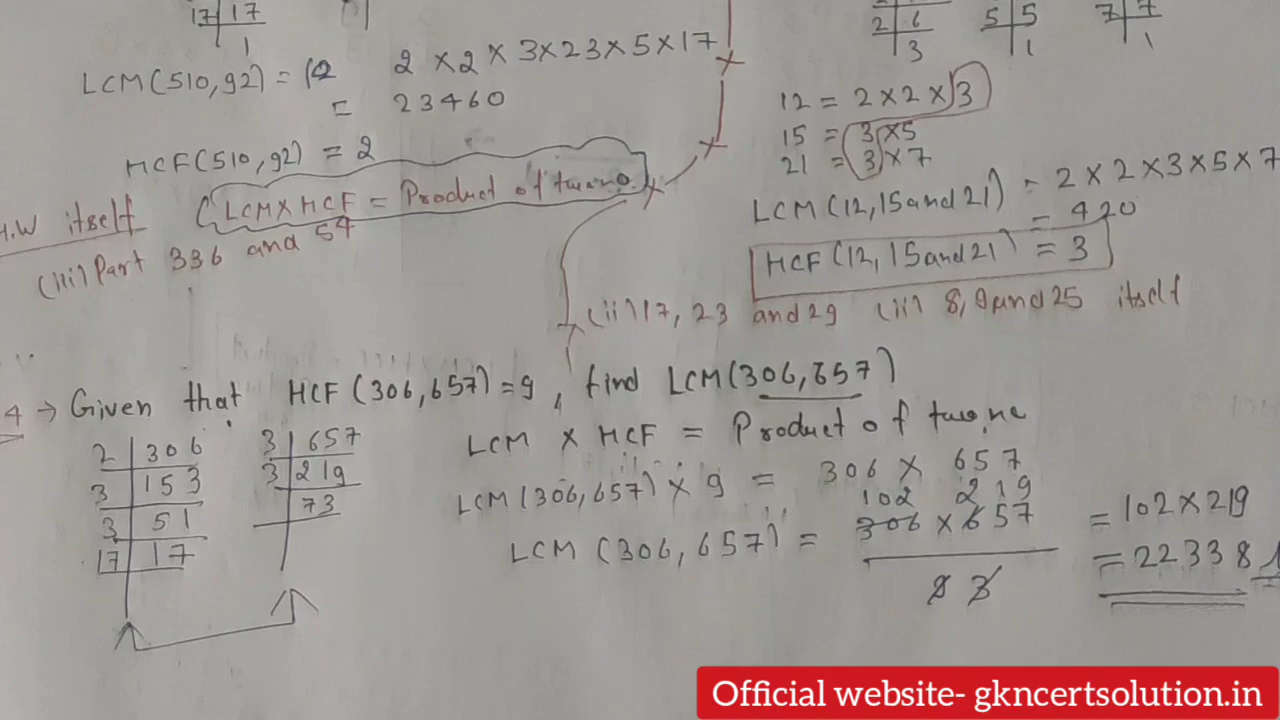 17 | 17
1
LCM(510,92) = 2 × 2 × 3 × 23 × 5 × 17
= 23460
HCF(510,92) = 2
H.W itself (LCM × HCF = Product of two no.
(iii) Part 336 and 54
2 | 6
3
5 | 5
1
7 | 7
1
12 = 2 × 2 × 3
15 = 3 × 5
21 = 3 × 7
LCM(12,15 and 21) = 2 × 2 × 3 × 5 × 7
= 420
HCF(12,15 and 21) = 3
(ii) 17, 23 and 29 (ii) 8, 9 and 25 itself
4 → Given that HCF(306,657) = 9, find LCM(306,657)
2 | 306
3 | 153
3 | 51
17 | 17
3 | 657
3 | 219
73
LCM × HCF = Product of two no
LCM(306,657) × 9 = 306 × 657
102 219
LCM (306,657) = 306 × 657 = 102 × 219
= 22338
Official website- gkncertsolution.in